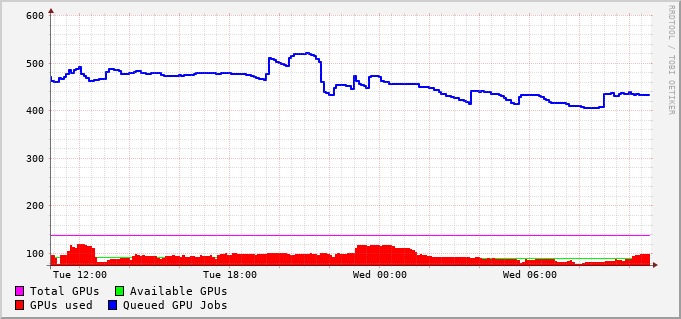 600
500
400
300
200
100
Tue 12:00 Tue 18:00 Wed 00:00 Wed 06:00
Total GPUs Available GPUs
GPUs used Queued GPU Jobs
RRDTOOL / TOBI OETIKER